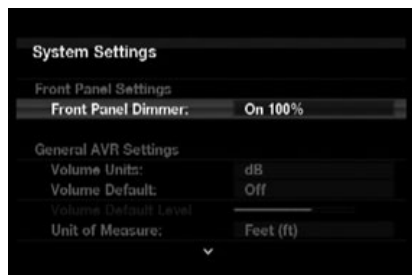 System Settings
Front Panel Settings
Front Panel Dimmer: On 100%
General AVR Settings
Volume Units: dB
Volume Default: Off
Volume Default Level
Unit of Measure: Feet (ft)